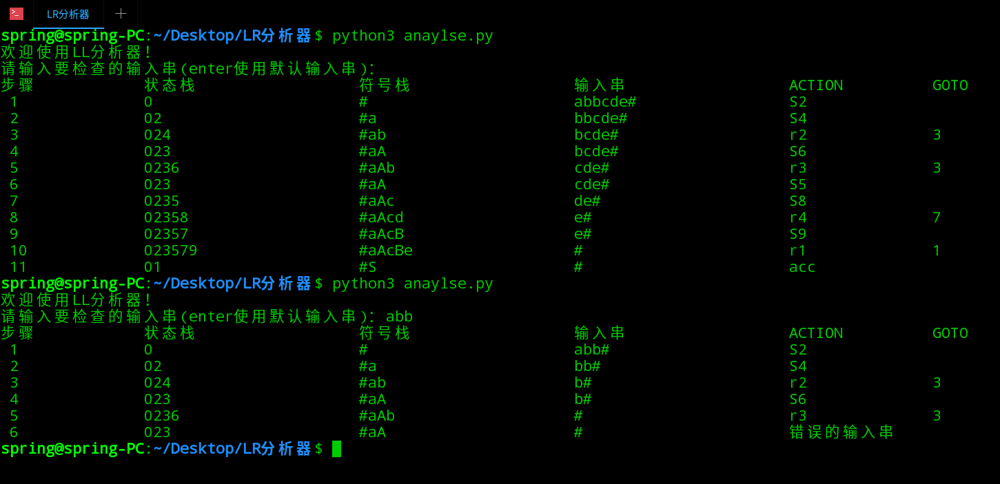 LR分析器
spring@spring-PC:~/Desktop/LR分析器$ python3 anaylse.py
欢迎使用LL分析器!
请输入要检查的输入串(enter使用默认输入串):
步骤 状态栈 符号栈 输入串 ACTION GOTO
1 0 # abbcde# S2
2 02 #a bbcde# S4
3 024 #ab bcde# r2 3
4 023 #aA bcde# S6
5 0236 #aAb cde# r3 3
6 023 #aA cde# S5
7 0235 #aAc de# S8
8 02358 #aAcd e# r4 7
9 02357 #aAcB e# S9
10 023579 #aAcBe # r1 1
11 01 #S # acc
spring@spring-PC:~/Desktop/LR分析器$ python3 anaylse.py
欢迎使用LL分析器!
请输入要检查的输入串(enter使用默认输入串): abb
步骤 状态栈 符号栈 输入串 ACTION GOTO
1 0 # abb# S2
2 02 #a bb# S4
3 024 #ab b# r2 3
4 023 #aA b# S6
5 0236 #aAb # r3 3
6 023 #aA # 错误的输入串
spring@spring-PC:~/Desktop/LR分析器$